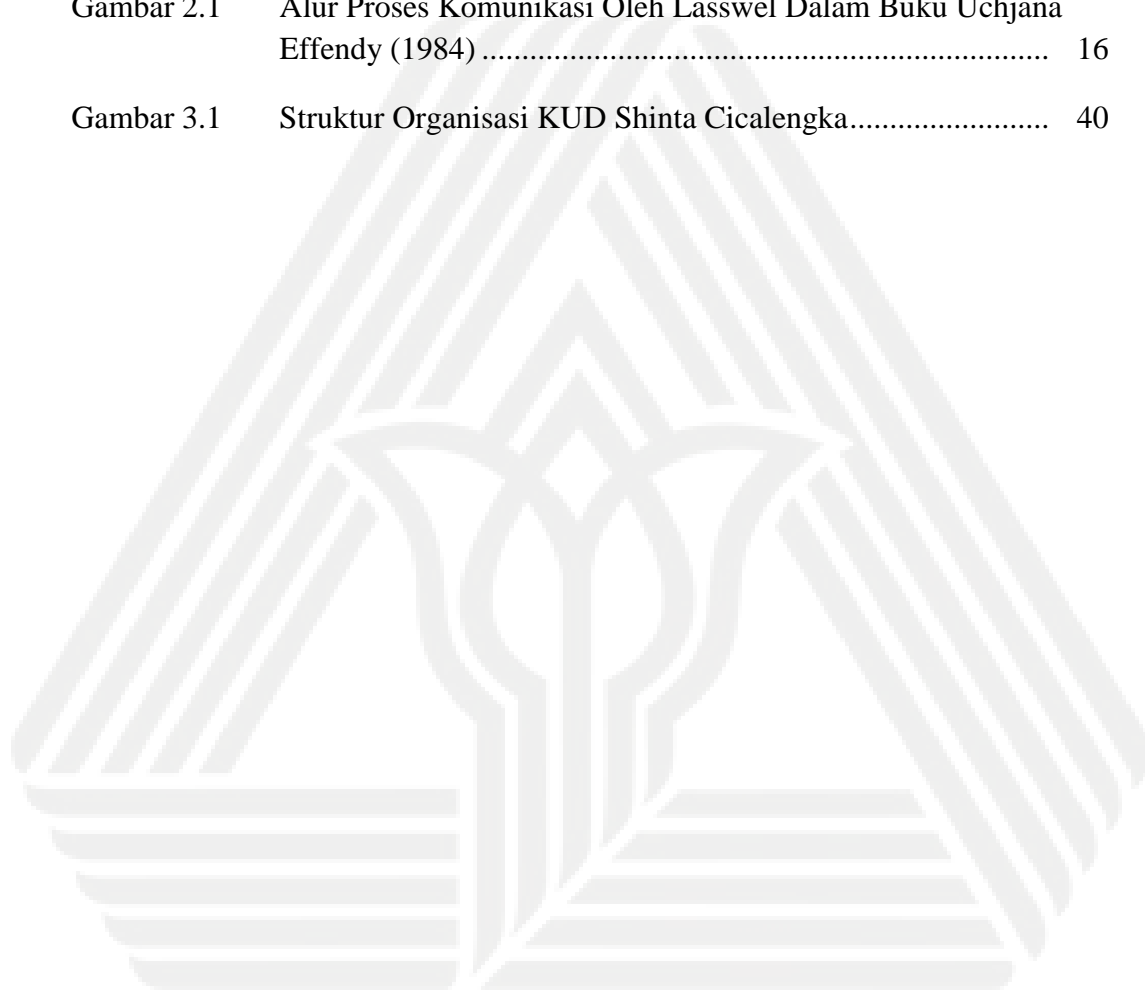 Gambar 2.1 Alur Proses Komunikasi Oleh Lasswel Dalam Buku Uchjana
Effendy (1984) ....................................................................... 16
Gambar 3.1 Struktur Organisasi KUD Shinta Cicalengka......................... 40